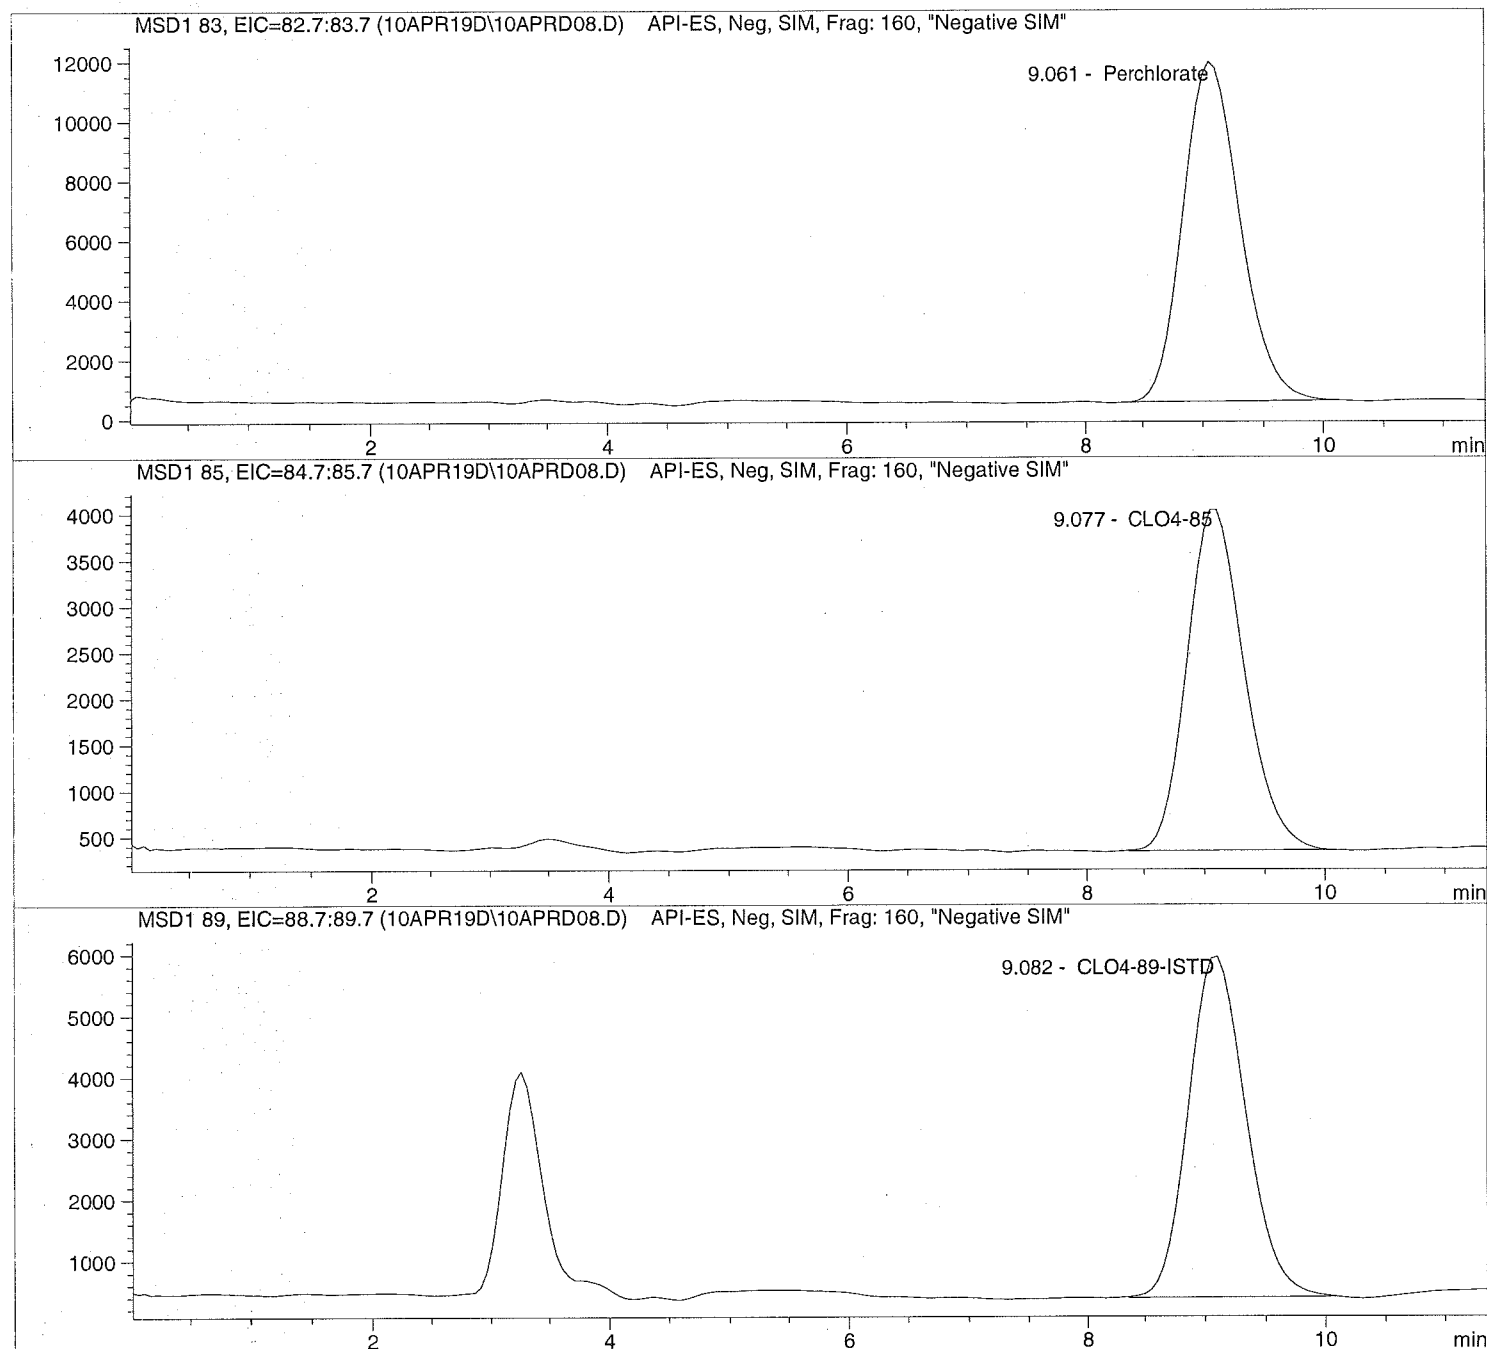 MSD1 83, EIC=82.7:83.7 (10APR19D\10APRD08.D) API-ES, Neg, SIM, Frag: 160, "Negative SIM"
12000
9.061 - Perchlorate
10000
8000
6000
4000
2000
0
2 4 6 8 10 min
MSD1 85, EIC=84.7:85.7 (10APR19D\10APRD08.D) API-ES, Neg, SIM, Frag: 160, "Negative SIM"
4000
9.077 - CLO4-85
3500
3000
2500
2000
1500
1000
500
2 4 6 8 10 min
MSD1 89, EIC=88.7:89.7 (10APR19D\10APRD08.D) API-ES, Neg, SIM, Frag: 160, "Negative SIM"
6000
9.082 - CLO4-89-ISTD
5000
4000
3000
2000
1000
2 4 6 8 10 min